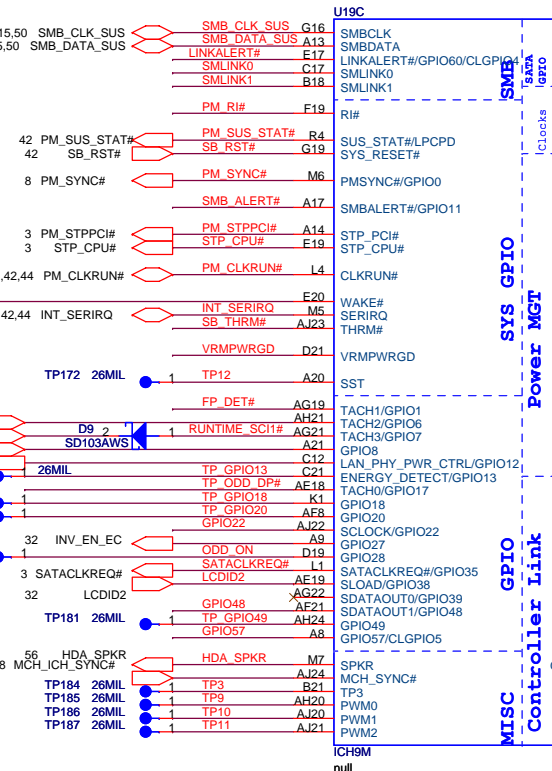 U19C
15,50 SMB_CLK_SUS SMB_CLK_SUS G16 SMBCLK
5,50 SMB_DATA_SUS SMB_DATA_SUS A13 SMBDATA
LINKALERT# E17 LINKALERT#/GPIO60/CLGPIO4
SMLINK0 C17 SMLINK0
SMLINK1 B18 SMLINK1
SMB
SATA GPIO
PM_RI# F19 RI#
Clocks
42 PM_SUS_STAT# PM_SUS_STAT# R4 SUS_STAT#/LPCPD
42 SB_RST# SB_RST# G19 SYS_RESET#
8 PM_SYNC# PM_SYNC# M6 PMSYNC#/GPIO0
SMB_ALERT# A17 SMBALERT#/GPIO11
3 PM_STPPCI# PM_STPPCI# A14 STP_PCI#
3 STP_CPU# STP_CPU# E19 STP_CPU#
,42,44 PM_CLKRUN# PM_CLKRUN# L4 CLKRUN#
SYS GPIO
Power MGT
E20 WAKE#
42,44 INT_SERIRQ INT_SERIRQ M5 SERIRQ
SB_THRM# AJ23 THRM#
VRMPWRGD D21 VRMPWRGD
TP172 26MIL 1 TP12 A20 SST
FP_DET# AG19 TACH1/GPIO1
AH21 TACH2/GPIO6
D9 2 1 RUNTIME_SCI1# AG21 TACH3/GPIO7
SD103AWS A21 GPIO8
C12 LAN_PHY_PWR_CTRL/GPIO12
1 26MIL TP_GPIO13 C21 ENERGY_DETECT/GPIO13
TP_ODD_DP# AE18 TACH0/GPIO17
1 TP_GPIO18 K1 GPIO18
1 TP_GPIO20 AF8 GPIO20
GPIO22 AJ22 SCLOCK/GPIO22
32 INV_EN_EC A9 GPIO27
1 ODD_ON D19 GPIO28
3 SATACLKREQ# SATACLKREQ# L1 SATACLKREQ#/GPIO35
32 LCDID2 LCDID2 AE19 SLOAD/GPIO38
AG22 SDATAOUT0/GPIO39
GPIO48 AF21 SDATAOUT1/GPIO48
TP181 26MIL 1 TP_GPIO49 AH24 GPIO49
GPIO57 A8 GPIO57/CLGPIO5
GPIO
Controller Link
56 HDA_SPKR HDA_SPKR M7 SPKR
8 MCH_ICH_SYNC# AJ24 MCH_SYNC#
TP184 26MIL 1 TP3 B21 TP3
TP185 26MIL 1 TP9 AH20 PWM0
TP186 26MIL 1 TP10 AJ20 PWM1
TP187 26MIL 1 TP11 AJ21 PWM2
MISC
ICH9M
null